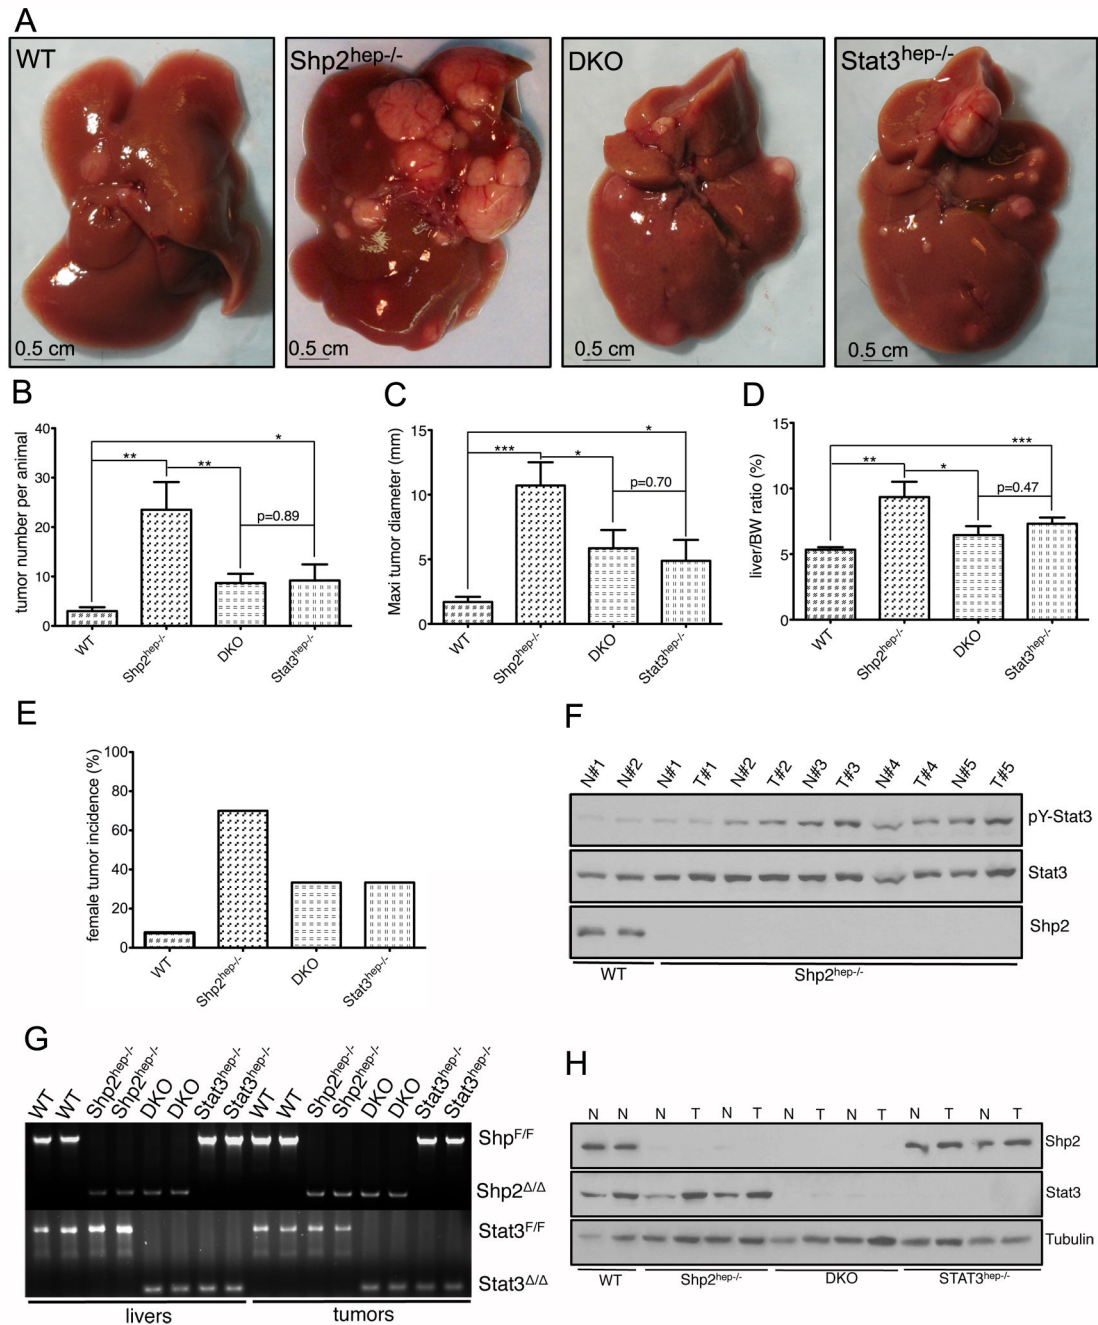 A
WT
Shp2hep-/-
DKO
Stat3hep-/-
0.5 cm
0.5 cm
0.5 cm
0.5 cm
B
tumor number per animal
40
30
20
10
0
**
**
*
p=0.89
WT
Shp2hep-/-
DKO
Stat3hep-/-
C
Maxi tumor diameter (mm)
15
10
5
0
***
*
*
p=0.70
WT
Shp2hep-/-
DKO
Stat3hep-/-
D
liver/BW ratio (%)
15
10
5
0
**
*
***
p=0.47
WT
Shp2hep-/-
DKO
Stat3hep-/-
E
female tumor incidence (%)
100
80
60
40
20
0
WT
Shp2hep-/-
DKO
Stat3hep-/-
F
N#1 N#2 N#1 T#1 N#2 T#2 N#3 T#3 N#4 T#4 N#5 T#5
pY-Stat3
Stat3
Shp2
WT Shp2hep-/-
G
WT WT Shp2hep-/- Shp2hep-/- DKO DKO Stat3hep-/- Stat3hep-/- WT WT Shp2hep-/- Shp2hep-/- DKO DKO Stat3hep-/- Stat3hep-/-
ShpF/F
Shp2Δ/Δ
Stat3F/F
Stat3Δ/Δ
livers tumors
H
N N N T N T N T N T N T N T
Shp2
Stat3
Tubulin
WT Shp2hep-/- DKO STAT3hep-/-